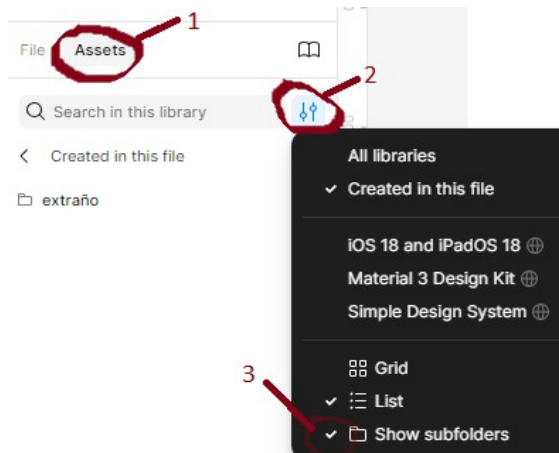 1
File Assets
2
Search in this library
Created in this file
extraño
All libraries
Created in this file
iOS 18 and iPadOS 18
Material 3 Design Kit
Simple Design System
Grid
3
List
Show subfolders